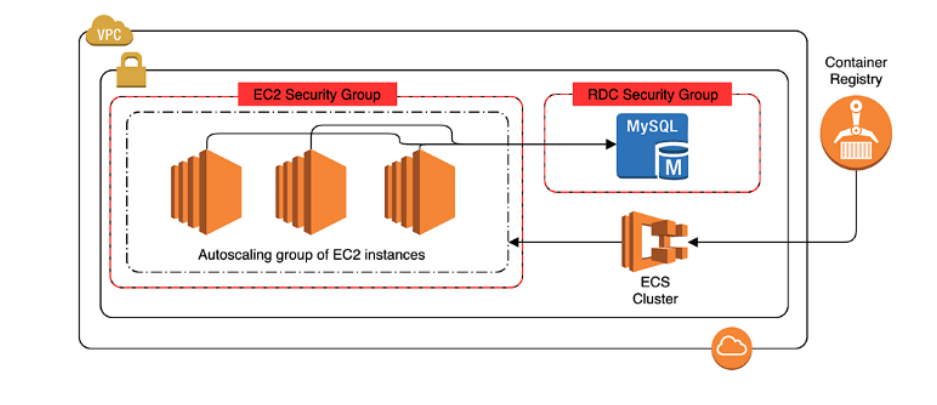 VPC
Container
Registry
EC2 Security Group
RDC Security Group
MySQL
M
Autoscaling group of EC2 instances
ECS
Cluster